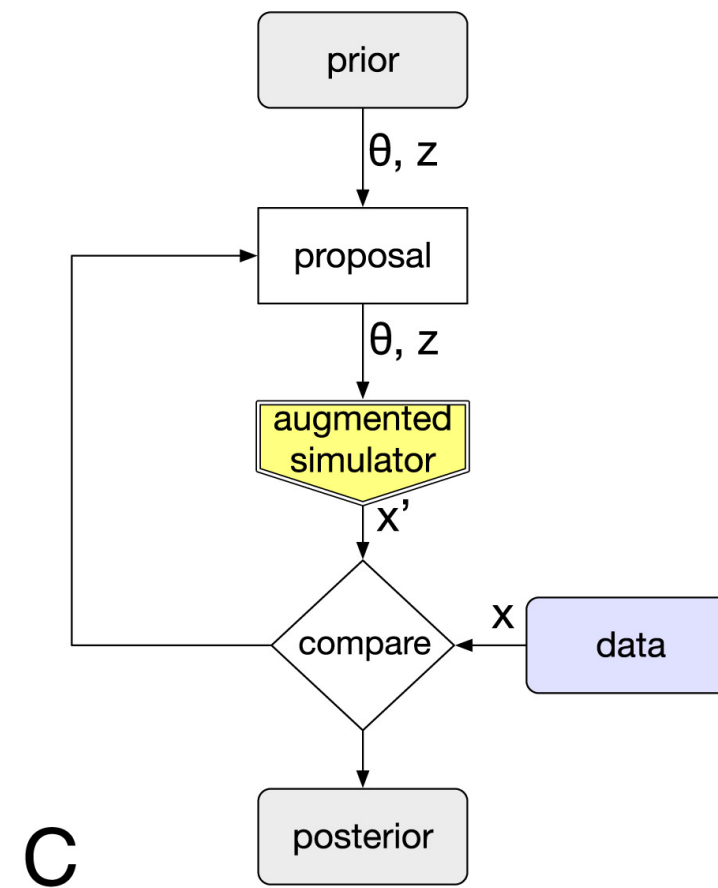 prior
θ, z
proposal
θ, z
augmented
simulator
x’
x
compare
data
posterior
C